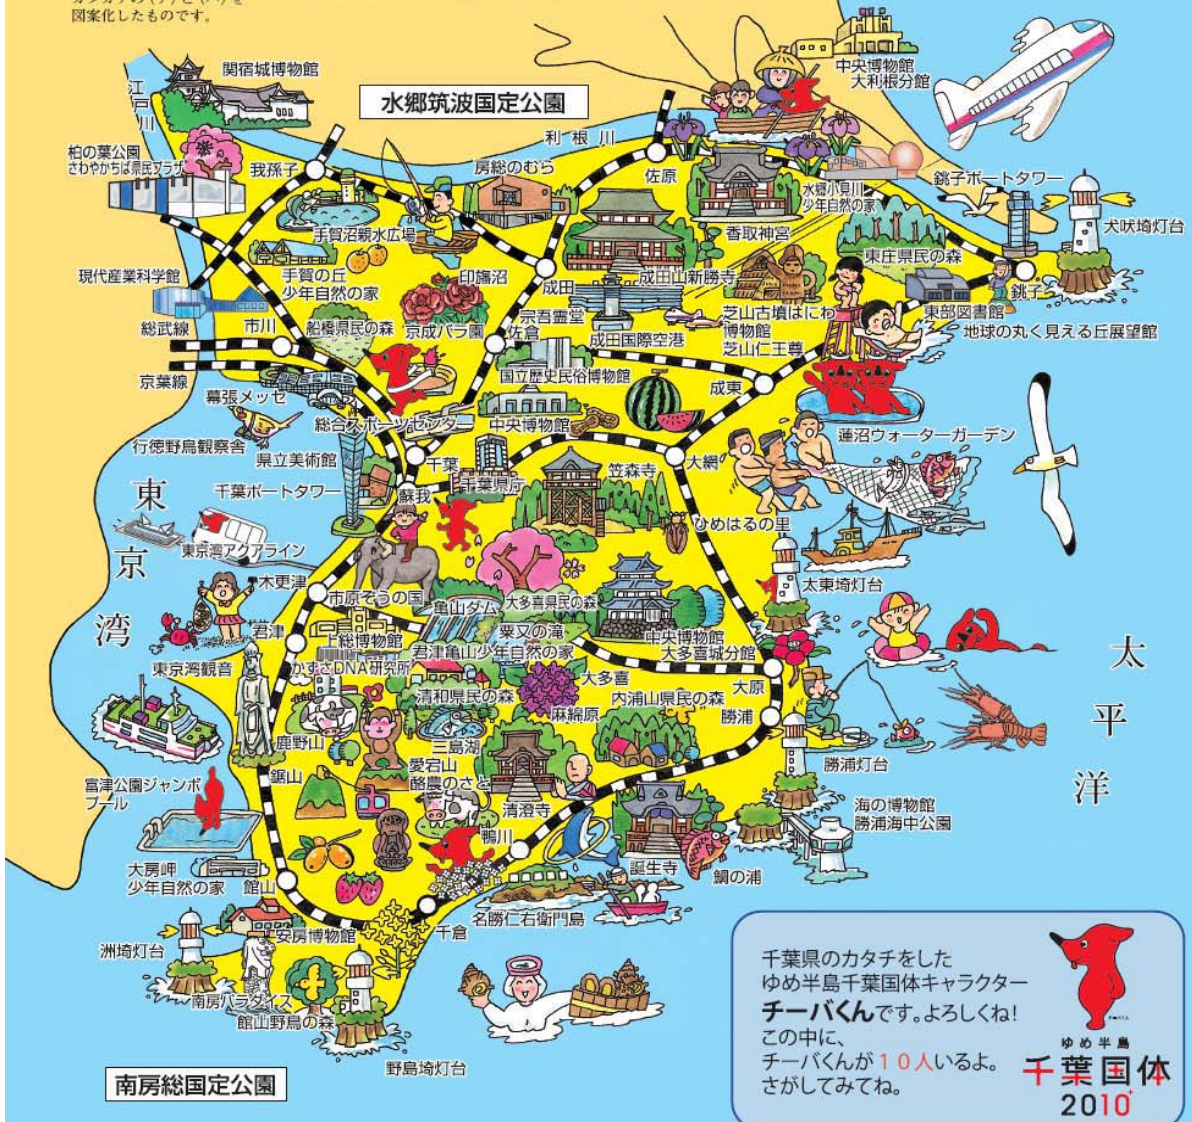 図案化したものです。
中央博物館
大利根分館
関宿城博物館
江戸川
水郷筑波国定公園
利根川
柏の葉公園
さわやかちば県民プラザ
我孫子
房総のむら
佐原
水郷小見川
少年自然の家
銚子ポートタワー
犬吠埼灯台
手賀沼親水広場
香取神宮
東庄県民の森
現代産業科学館
手賀の丘
少年自然の家
印旛沼
成田
成田山新勝寺
銚子
総武線
市川
船橋県民の森
京成バラ園
宗吾霊堂
佐倉
成田国際空港
芝山古墳はにわ
博物館
芝山仁王尊
東部図書館
地球の丸く見える丘展望館
京葉線
国立歴史民俗博物館
成東
幕張メッセ
総合スポーツセンター
中央博物館
行徳野鳥観察舎
県立美術館
蓮沼ウォーターガーデン
千葉
千葉県庁
笠森寺
大網
千葉ポートタワー
蘇我
ひめはるの里
東京湾
東京湾アクアライン
木更津
市原ぞうの国
亀山ダム
大多喜県民の森
太東埼灯台
君津
上総博物館
粟又の滝
中央博物館
大多喜城分館
君津亀山少年自然の家
東京湾観音
かずさDNA研究所
太平洋
清和県民の森
大多喜
内浦山県民の森
大原
麻綿原
勝浦
鹿野山
三島湖
鋸山
愛宕山
酪農のさと
勝浦灯台
富津公園ジャンボ
プール
清澄寺
海の博物館
勝浦海中公園
鴨川
大房岬
少年自然の家
館山
誕生寺
鯛の浦
名勝仁右衛門島
千倉
洲埼灯台
安房博物館
南房パラダイス
館山野鳥の森
野島埼灯台
南房総国定公園
千葉県のカタチをした
ゆめ半島千葉国体キャラクター
チーバくんです。よろしくね!
この中に、
チーバくんが10人いるよ。
さがしてみてね。
ゆめ半島
千葉国体
2010